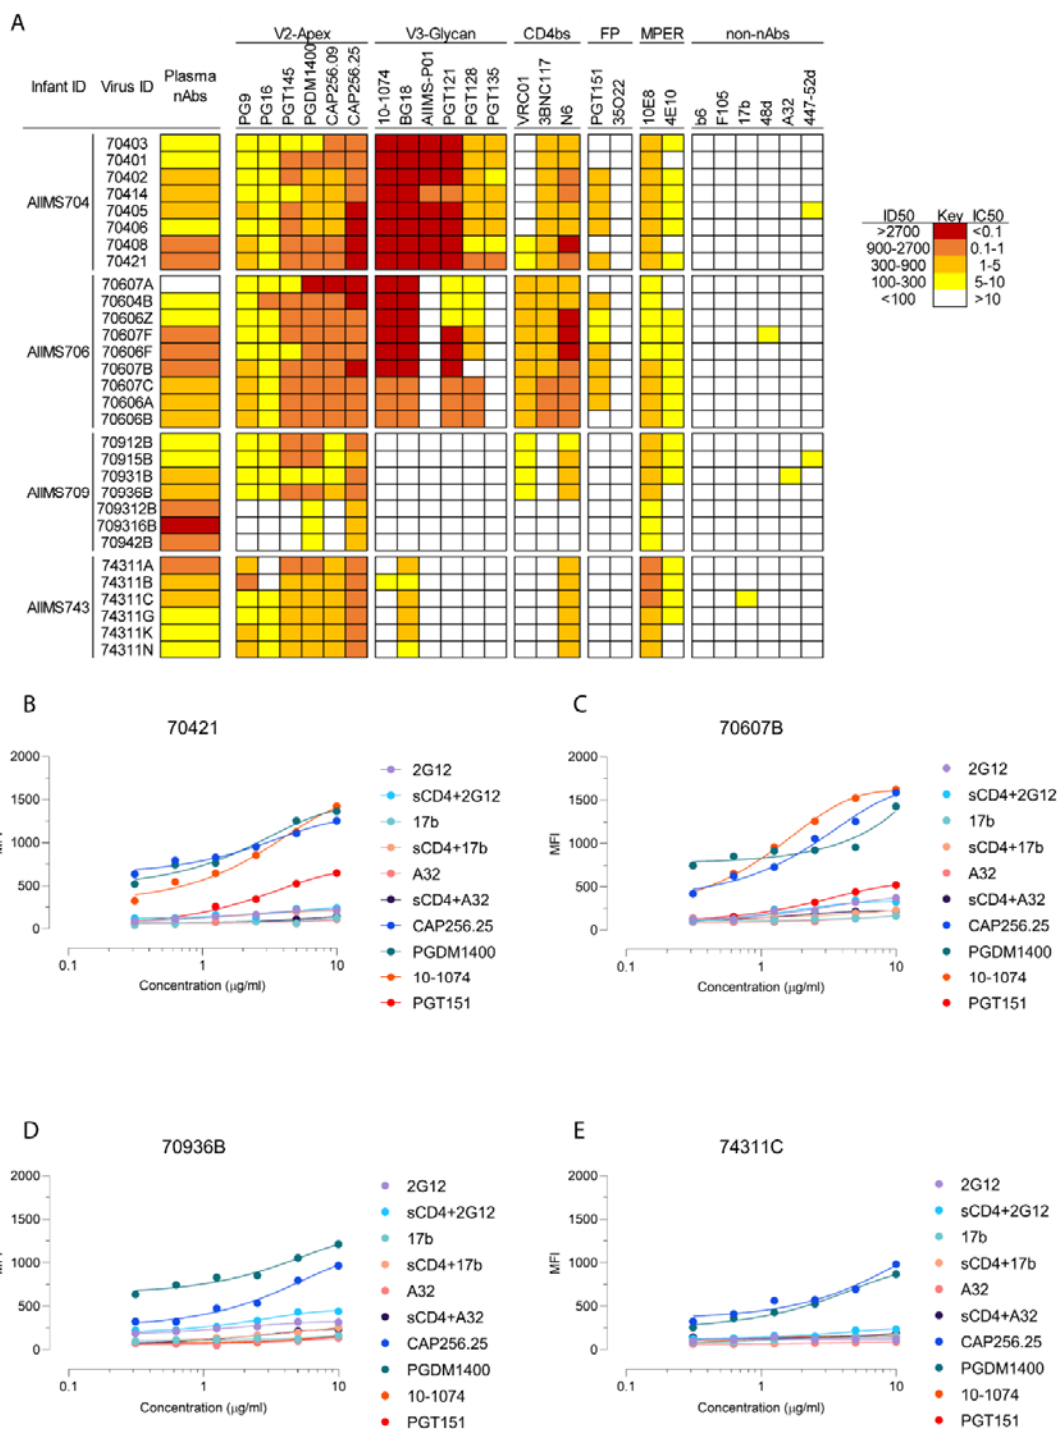 A
V2-Apex V3-Glycan CD4bs FP MPER non-nAbs
Infant ID Virus ID Plasma nAbs PG9 PG16 PGT145 PGDM1400 CAP256.09 CAP256.25 10-1074 BG18 AIIMS-P01 PGT121 PGT128 PGT135 VRC01 3BNC117 N6 PGT151 35O22 10E8 4E10 b6 F105 17b 48d A32 447-52d
AIIMS704
70403
70401
70402
70414
70405
70406
70408
70421
AIIMS706
70607A
70604B
70606Z
70607F
70606F
70607B
70607C
70606A
70606B
AIIMS709
70912B
70915B
70931B
70936B
709312B
709316B
70942B
AIIMS743
74311A
74311B
74311C
74311G
74311K
74311N
ID50 Key IC50
>2700 <0.1
900-2700 0.1-1
300-900 1-5
100-300 5-10
<100 >10
B
70421
2000
1500
1000
500
0
MFI
0.1 1 10
Concentration (µg/ml)
2G12
sCD4+2G12
17b
sCD4+17b
A32
sCD4+A32
CAP256.25
PGDM1400
10-1074
PGT151
C
70607B
2000
1500
1000
500
0
MFI
0.1 1 10
Concentration (µg/ml)
2G12
sCD4+2G12
17b
sCD4+17b
A32
sCD4+A32
CAP256.25
PGDM1400
10-1074
PGT151
D
70936B
2000
1500
1000
500
0
MFI
0.1 1 10
Concentration (µg/ml)
2G12
sCD4+2G12
17b
sCD4+17b
A32
sCD4+A32
CAP256.25
PGDM1400
10-1074
PGT151
E
74311C
2000
1500
1000
500
0
MFI
0.1 1 10
Concentration (µg/ml)
2G12
sCD4+2G12
17b
sCD4+17b
A32
sCD4+A32
CAP256.25
PGDM1400
10-1074
PGT151